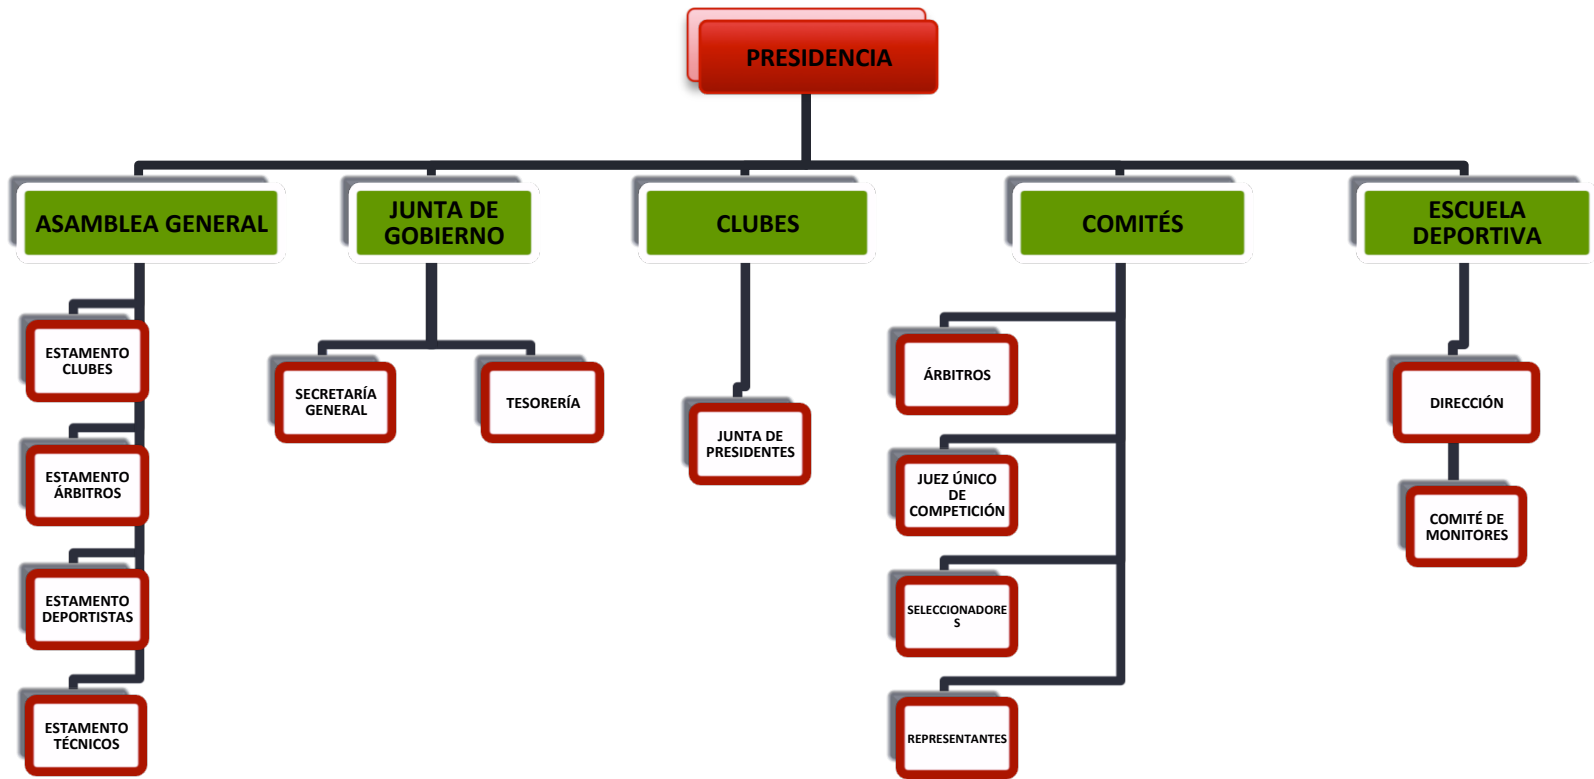 PRESIDENCIA
ASAMBLEA GENERAL
JUNTA DE
GOBIERNO
CLUBES
COMITÉS
ESCUELA
DEPORTIVA
ESTAMENTO
CLUBES
ESTAMENTO
ÁRBITROS
ESTAMENTO
DEPORTISTAS
ESTAMENTO
TÉCNICOS
SECRETARÍA
GENERAL
TESORERÍA
JUNTA DE
PRESIDENTES
ÁRBITROS
JUEZ ÚNICO
DE
COMPETICIÓN
SELECCIONADORE
S
REPRESENTANTES
DIRECCIÓN
COMITÉ DE
MONITORES